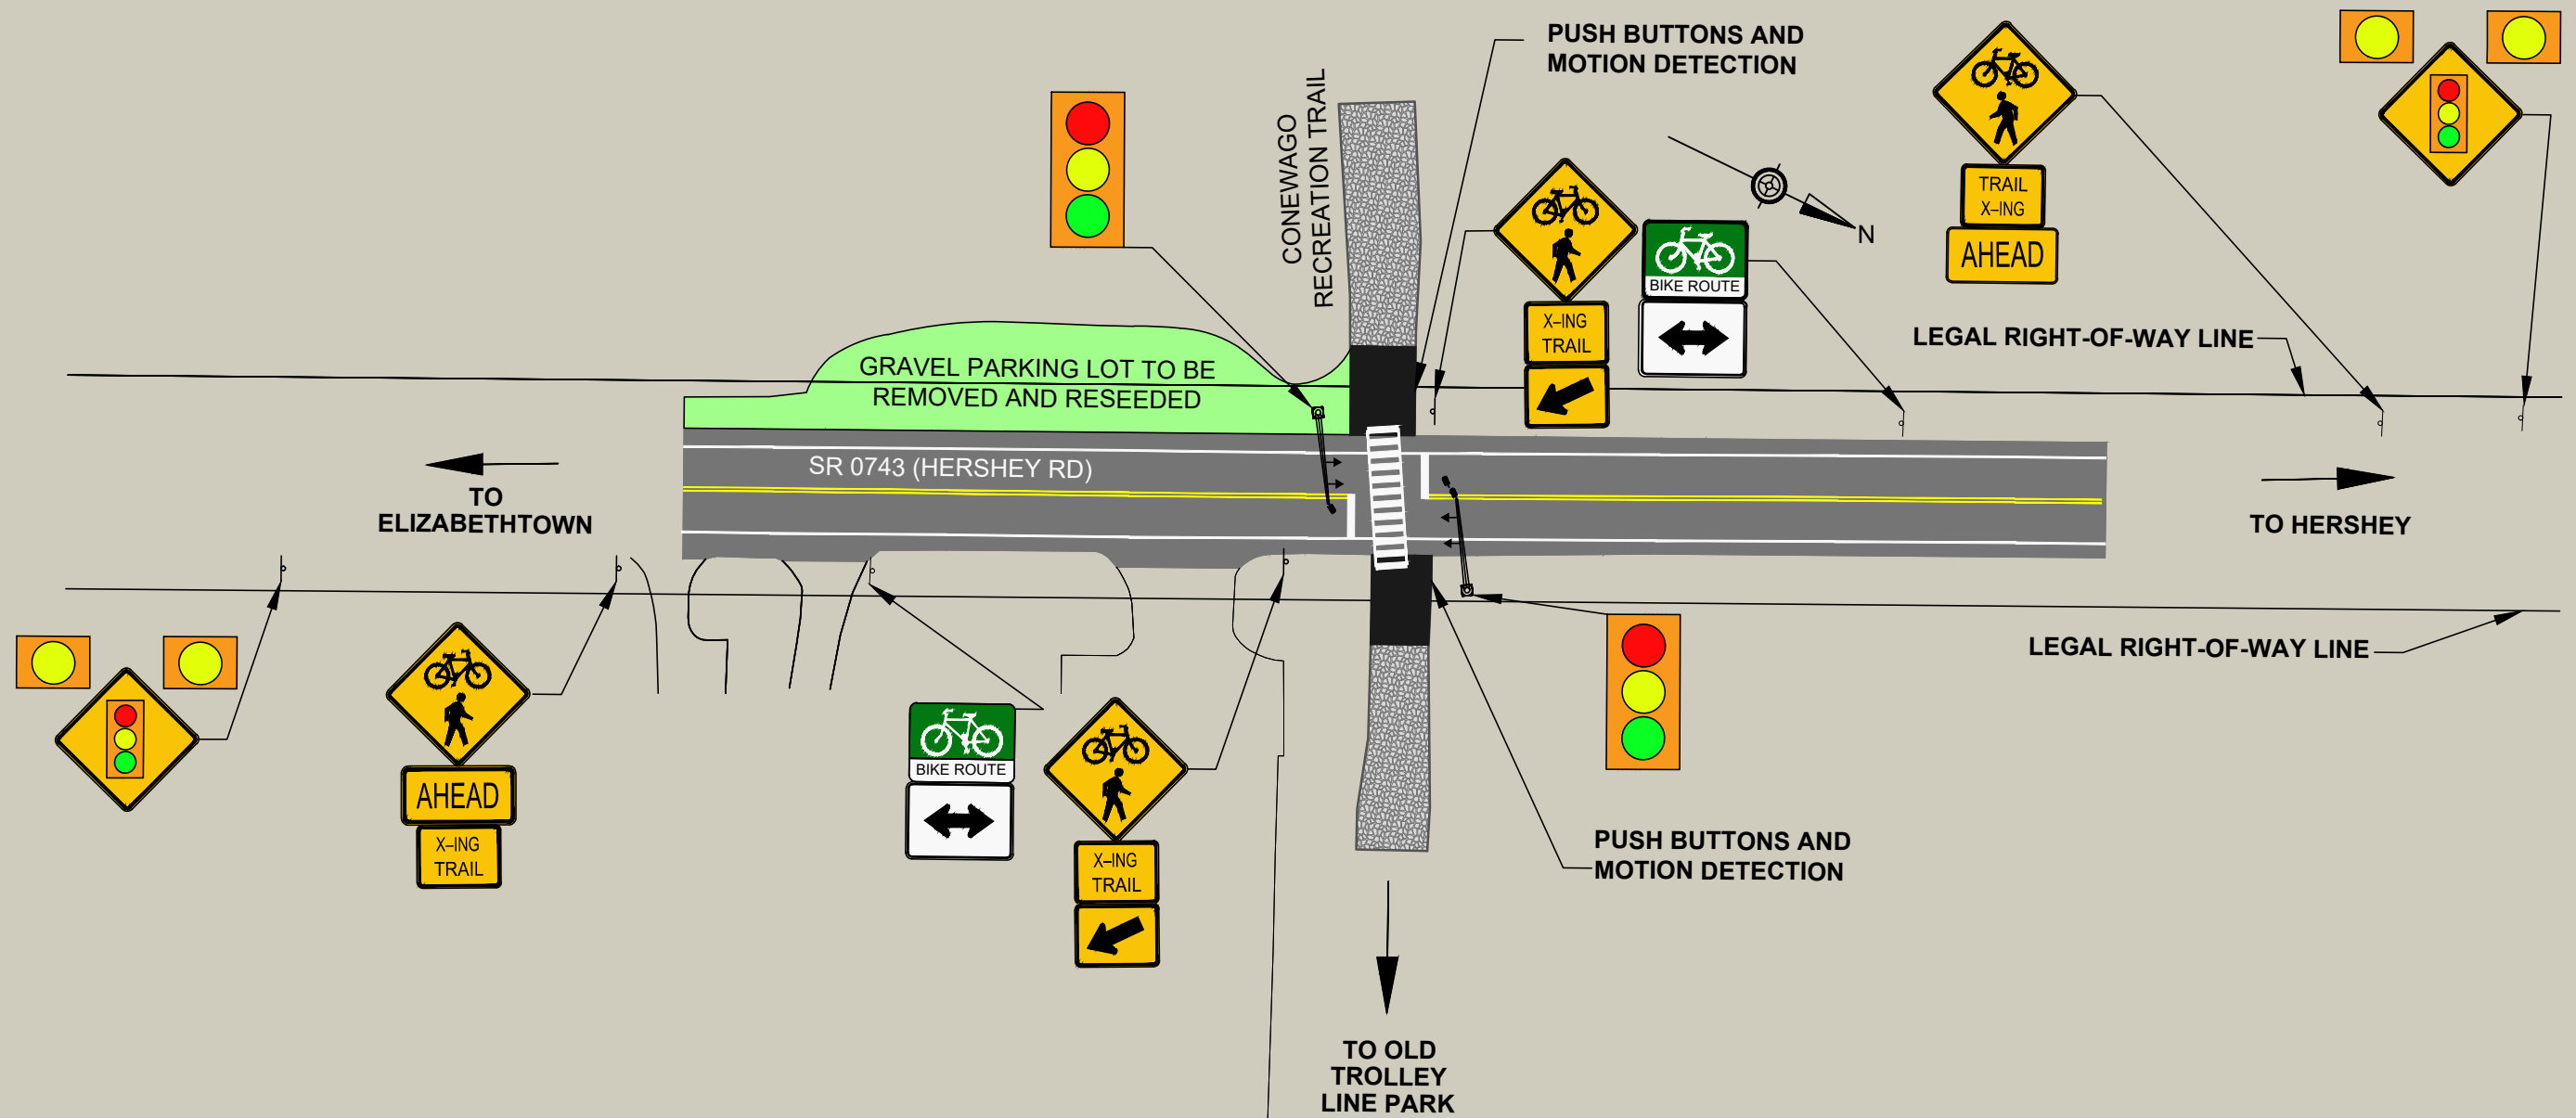 PUSH BUTTONS AND
MOTION DETECTION
CONEWAGO
RECREATION TRAIL
TRAIL
X-ING
AHEAD
N
BIKE ROUTE
X-ING
TRAIL
LEGAL RIGHT-OF-WAY LINE
GRAVEL PARKING LOT TO BE
REMOVED AND RESEEDED
SR 0743 (HERSHEY RD)
TO
ELIZABETHTOWN
TO HERSHEY
LEGAL RIGHT-OF-WAY LINE
AHEAD
X-ING
TRAIL
BIKE ROUTE
X-ING
TRAIL
PUSH BUTTONS AND
MOTION DETECTION
TO OLD
TROLLEY
LINE PARK